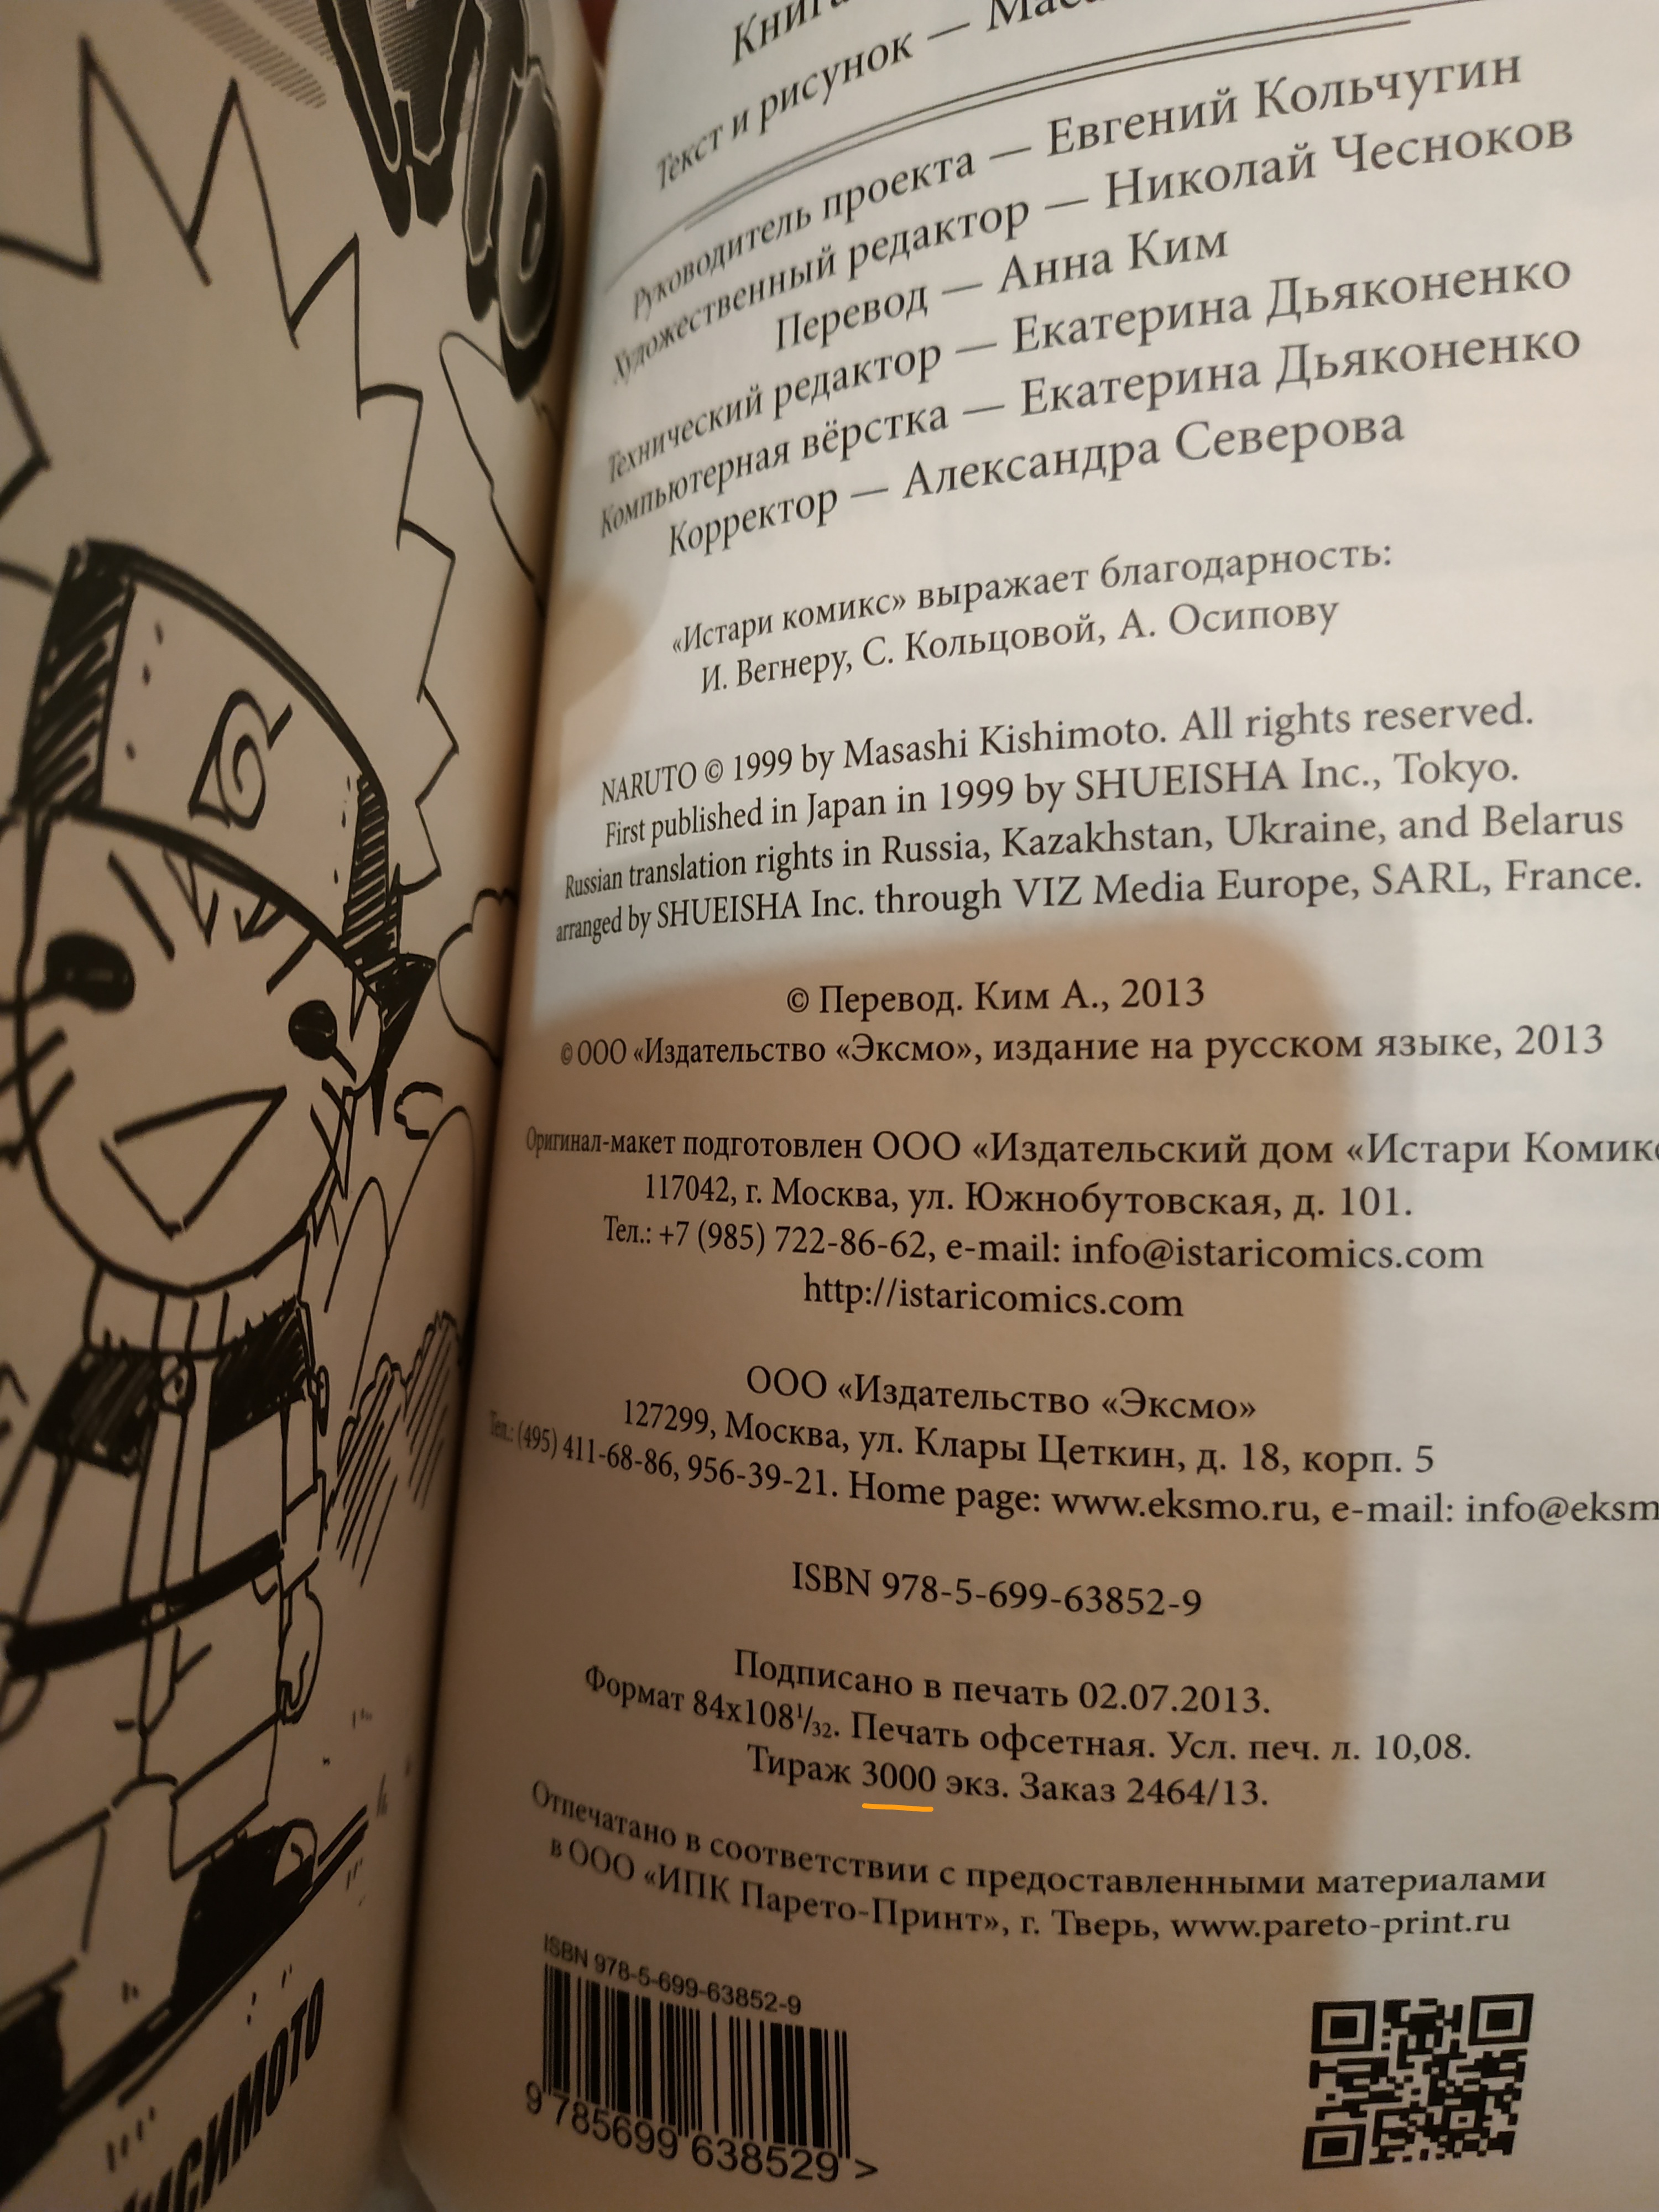 Текст и рисунок —
Руководитель проекта — Евгений Кольчугин
Художественный редактор — Николай Чесноков
Перевод — Анна Ким
Технический редактор — Екатерина Дьяконенко
Компьютерная вёрстка — Екатерина Дьяконенко
Корректор — Александра Северова
«Истари комикс» выражает благодарность:
И. Вегнеру, С. Кольцовой, А. Осипову
NARUTO © 1999 by Masashi Kishimoto. All rights reserved.
First published in Japan in 1999 by SHUEISHA Inc., Tokyo.
Russian translation rights in Russia, Kazakhstan, Ukraine, and Belarus
arranged by SHUEISHA Inc. through VIZ Media Europe, SARL, France.
© Перевод. Ким А., 2013
© ООО «Издательство «Эксмо», издание на русском языке, 2013
Оригинал-макет подготовлен ООО «Издательский дом «Истари Комикс
117042, г. Москва, ул. Южнобутовская, д. 101.
Тел.: +7 (985) 722-86-62, e-mail: info@istaricomics.com
http://istaricomics.com
ООО «Издательство «Эксмо»
127299, Москва, ул. Клары Цеткин, д. 18, корп. 5
Тел.: (495) 411-68-86, 956-39-21. Home page: www.eksmo.ru, e-mail: info@eksm
ISBN 978-5-699-63852-9
Подписано в печать 02.07.2013.
Формат 84x108 1/32. Печать офсетная. Усл. печ. л. 10,08.
Тираж 3000 экз. Заказ 2464/13.
Отпечатано в соответствии с предоставленными материалами
в ООО «ИПК Парето-Принт», г. Тверь, www.pareto-print.ru
ISBN 978-5-699-63852-9
9 785699 638529 >